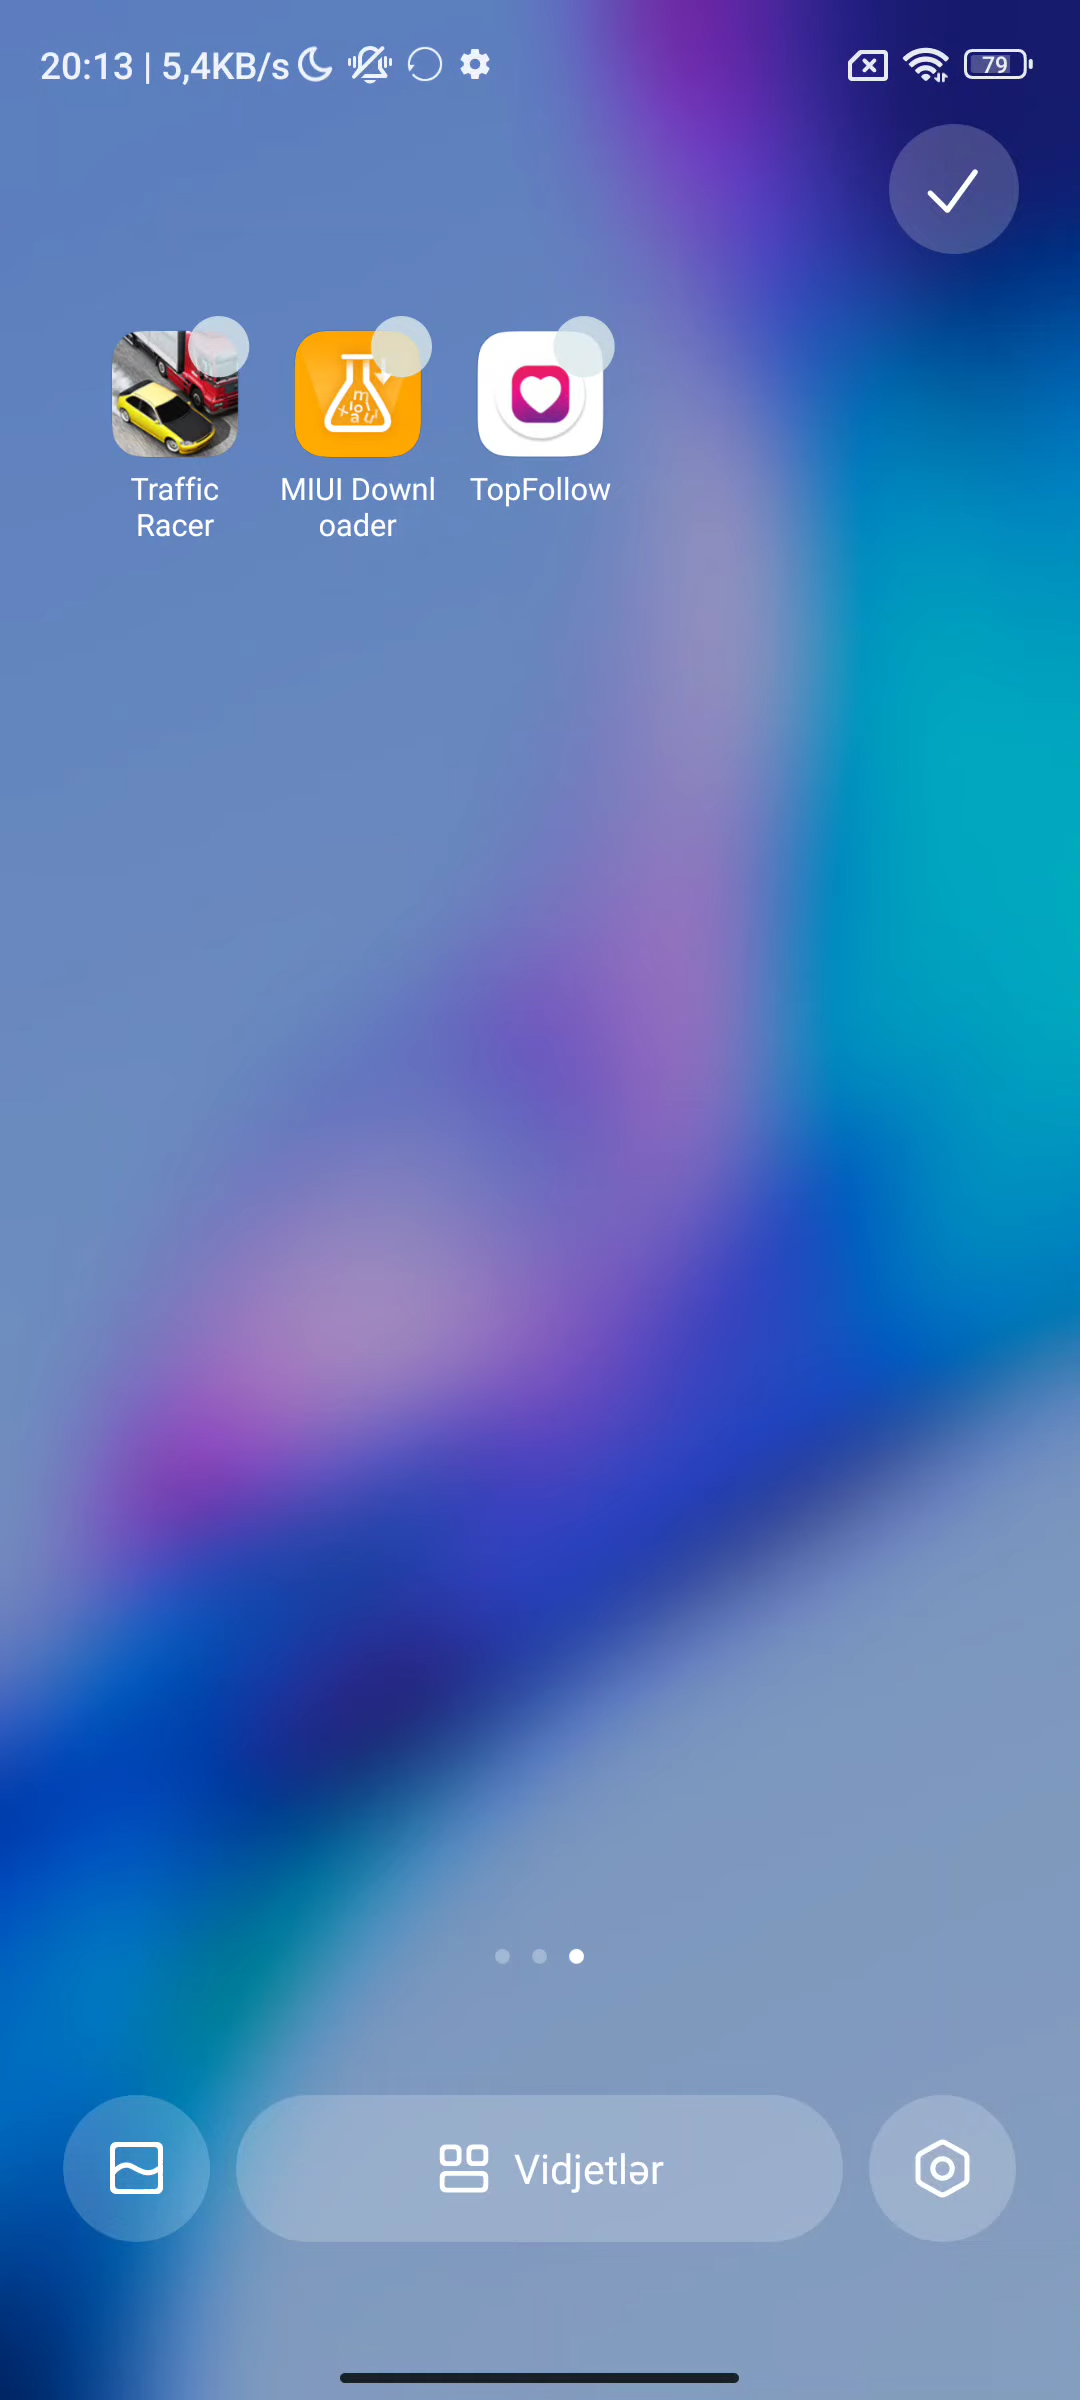 20:13 | 5,4KB/s
79
Traffic
Racer
MIUI Downl
oader
TopFollow
Vidjetlər